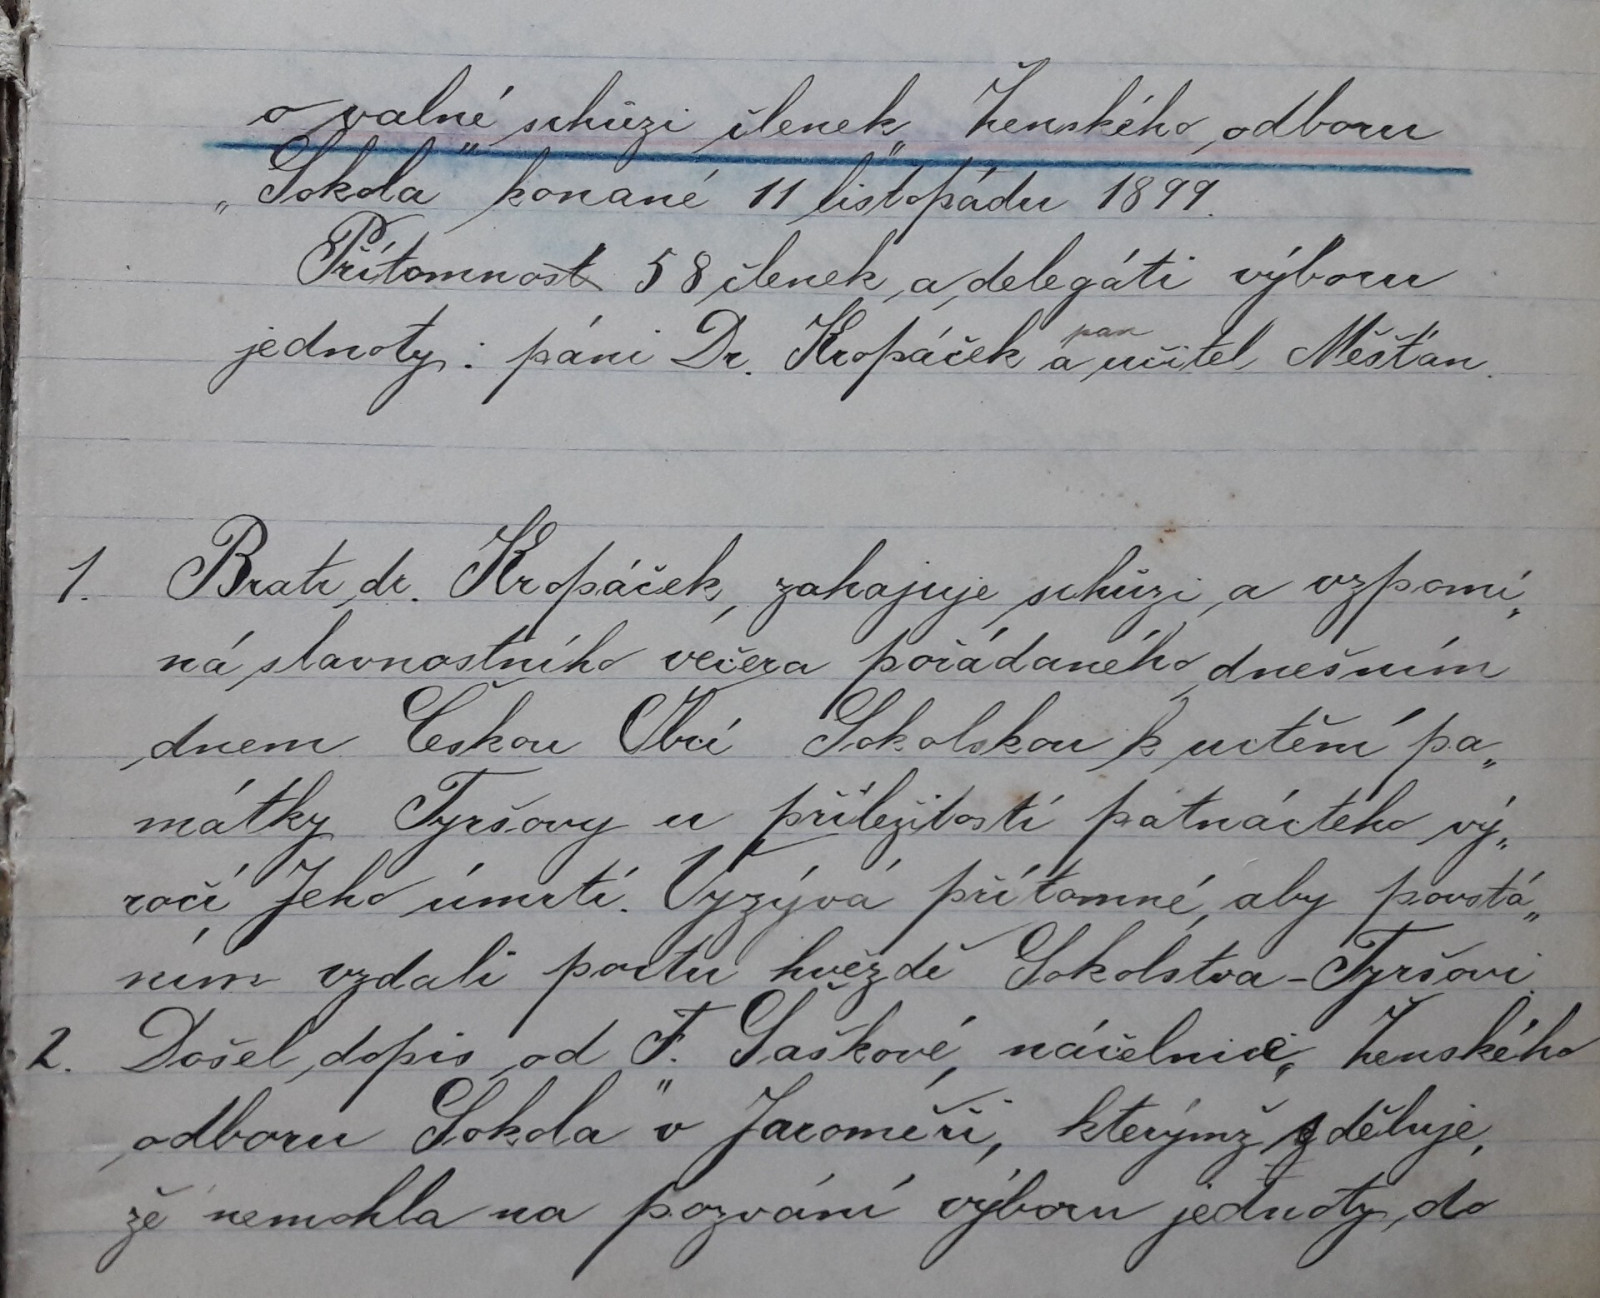 o valné schůzi členek „Ženského odboru
„Sokola" konané 11 listopádu 1899.
Přítomnost 58 členek a delegáti výboru
jednoty: páni Dr. Kropáček a pan učitel Měšťan.
1. Bratr dr. Kropáček, zahajuje schůzi a vzpomí„
ná slavnostního večera pořádaného dnešním
dnem Českou Obcí Sokolskou k uctění pa„
mátky Tyršovy u příležitosti pátnáctého vý„
ročí Jeho úmrtí. Vyzývá přítomné, aby povstá„
ním vzdali poctu hvězdě Sokolstva - Tyršovi.
2. Došel dopis od F. Saškové, náčelnice „Ženského
odboru Sokola" v Jaroměři, kterýmž sděluje,
že nemohla na pozvání výboru jednoty do